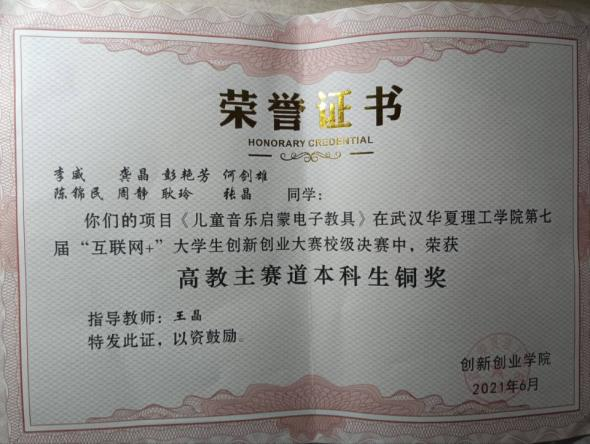 荣誉证书
HONORARY CREDENTIAL
李威 龚晶 彭艳芳 何剑雄
陈锦民 周静 耿玲 张晶 同学：
你们的项目《儿童音乐启蒙电子教具》在武汉华夏理工学院第七
届“互联网+”大学生创新创业大赛校级决赛中，荣获
高教主赛道本科生铜奖
指导教师：王晶
特发此证，以资鼓励。
创新创业学院
2021年6月